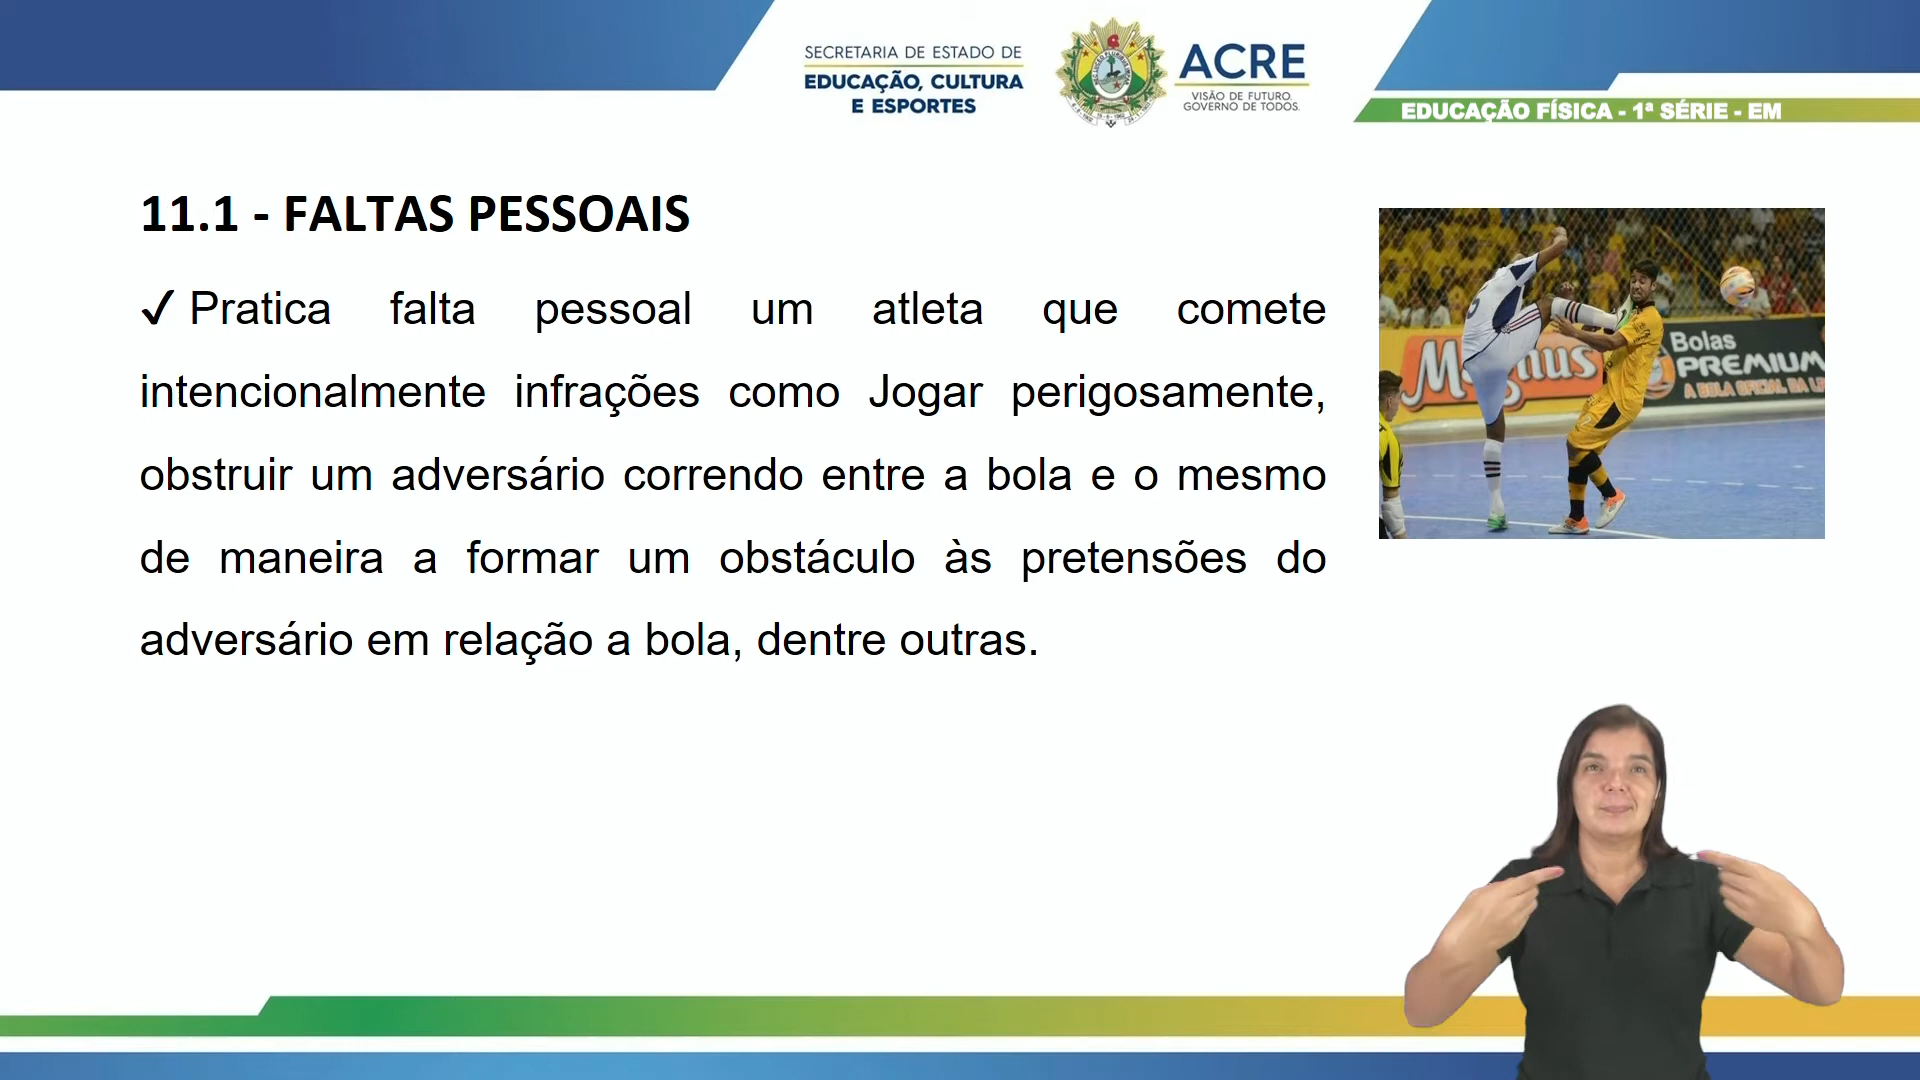 SECRETARIA DE ESTADO DE
EDUCAÇÃO, CULTURA
E ESPORTES
ACRE
VISÃO DE FUTURO.
GOVERNO DE TODOS.
EDUCAÇÃO FÍSICA - 1ª SÉRIE - EM
11.1 - FALTAS PESSOAIS
✓ Pratica falta pessoal um atleta que comete
intencionalmente infrações como Jogar perigosamente,
obstruir um adversário correndo entre a bola e o mesmo
de maneira a formar um obstáculo às pretensões do
adversário em relação a bola, dentre outras.
Bolas
PREMIUM
A BOLA OFICIAL DA